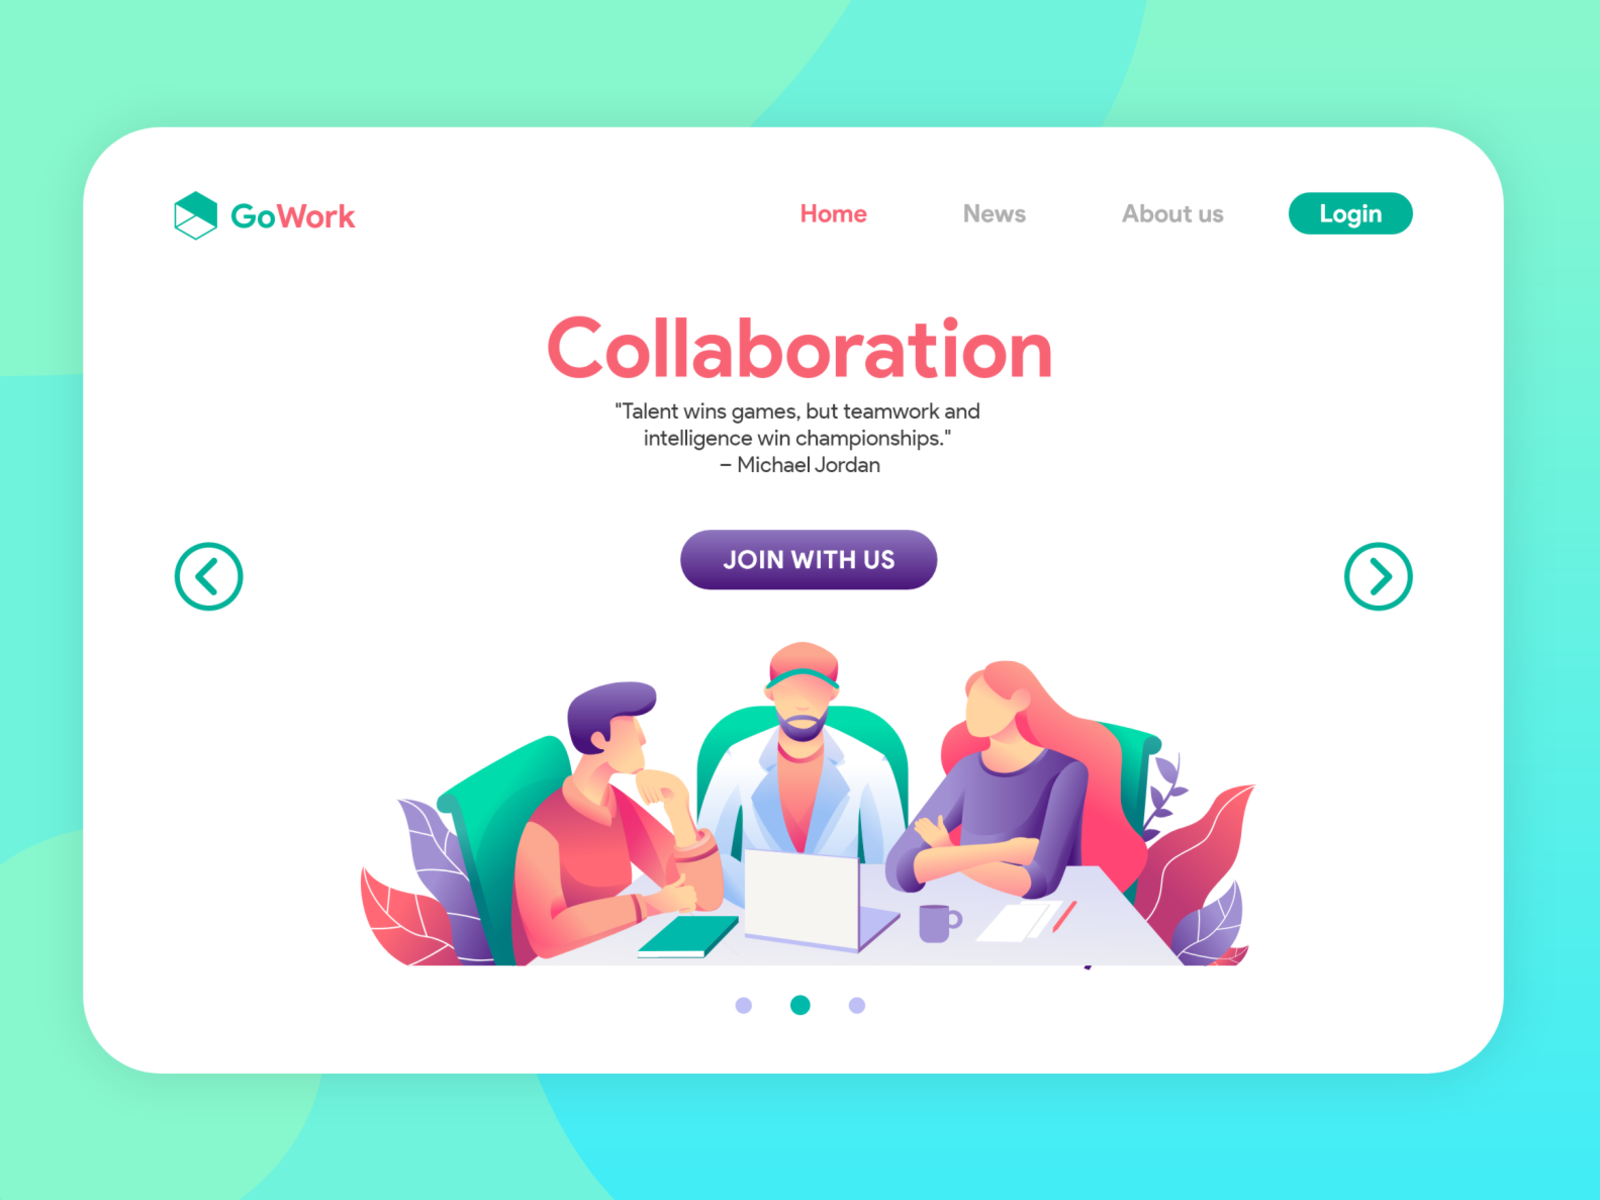 GoWork
Home News About us Login
Collaboration
"Talent wins games, but teamwork and
intelligence win championships."
– Michael Jordan
JOIN WITH US